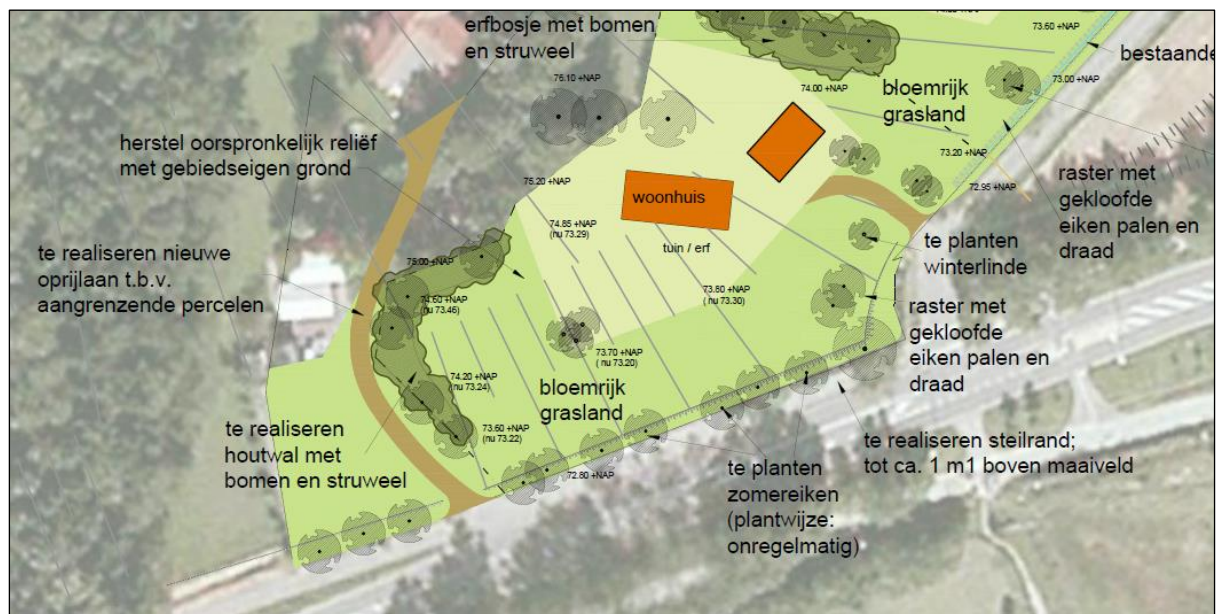 erfbosje met bomen
en struweel
76.10 +NAP
73.60 +NAP
bestaande
73.00 +NAP
74.00 +NAP
bloemrijk
grasland
73.20 +NAP
72.95 +NAP
herstel oorspronkelijk reliëf
met gebiedseigen grond
75.20 +NAP
woonhuis
74.85 +NAP
(nu 73.29)
tuin / erf
raster met
gekloofde
eiken palen en
draad
te planten
winterlinde
te realiseren nieuwe
oprijlaan t.b.v.
aangrenzende percelen
75.00 +NAP
74.60 +NAP
(nu 73.46)
73.80 +NAP
( nu 73.30)
raster met
gekloofde
eiken palen en
draad
73.70 +NAP
(nu 73.20)
74.20 +NAP
(nu 73.24)
bloemrijk
grasland
73.60 +NAP
(nu 73.22)
te realiseren
houtwal met
bomen en struweel
72.80 +NAP
te planten
zomereiken
(plantwijze:
onregelmatig)
te realiseren steilrand;
tot ca. 1 m1 boven maaiveld